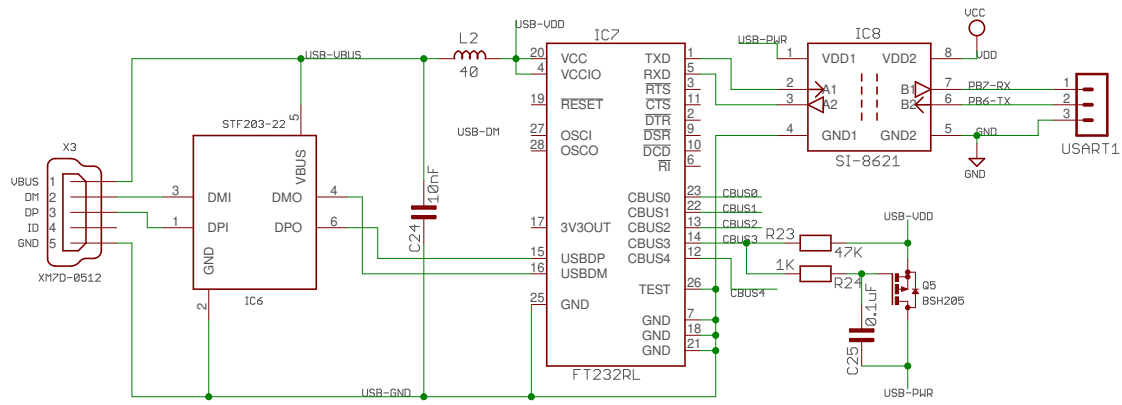 X3
VBUS 1
DM 2
DP 3
ID 4
GND 5
XM7D-0512
STF203-22
5
VBUS
3 DMI
1 DPI
DMO 4
DPO 6
GND
2
IC6
USB-VBUS
L2
40
10nF
C24
USB-GND
USB-VDD
USB-DM
IC7
20 VCC
4 VCCIO
19 RESET
27 OSCI
28 OSCO
17 3V3OUT
15 USBDP
16 USBDM
25 GND
TXD 1
RXD 5
RTS 3
CTS 11
DTR 2
DSR 9
DCD 10
RI 6
CBUS0 23 CBUS0
CBUS1 22 CBUS1
CBUS2 13 CBUS2
CBUS3 14 CBUS3
CBUS4 12 CBUS4
TEST 26
GND 7
GND 18
GND 21
FT232RL
USB-PWR
IC8
1 VDD1
2 A1
3 A2
4 GND1
VDD2 8
B1 7
B2 6
GND2 5
SI-8621
VCC
VDD
PB7-RX
PB6-TX
GND
GND
1
2
3
USART1
R23
47K
1K
R24
0.1uF
C25
USB-VDD
Q5
BSH205
USB-PWR